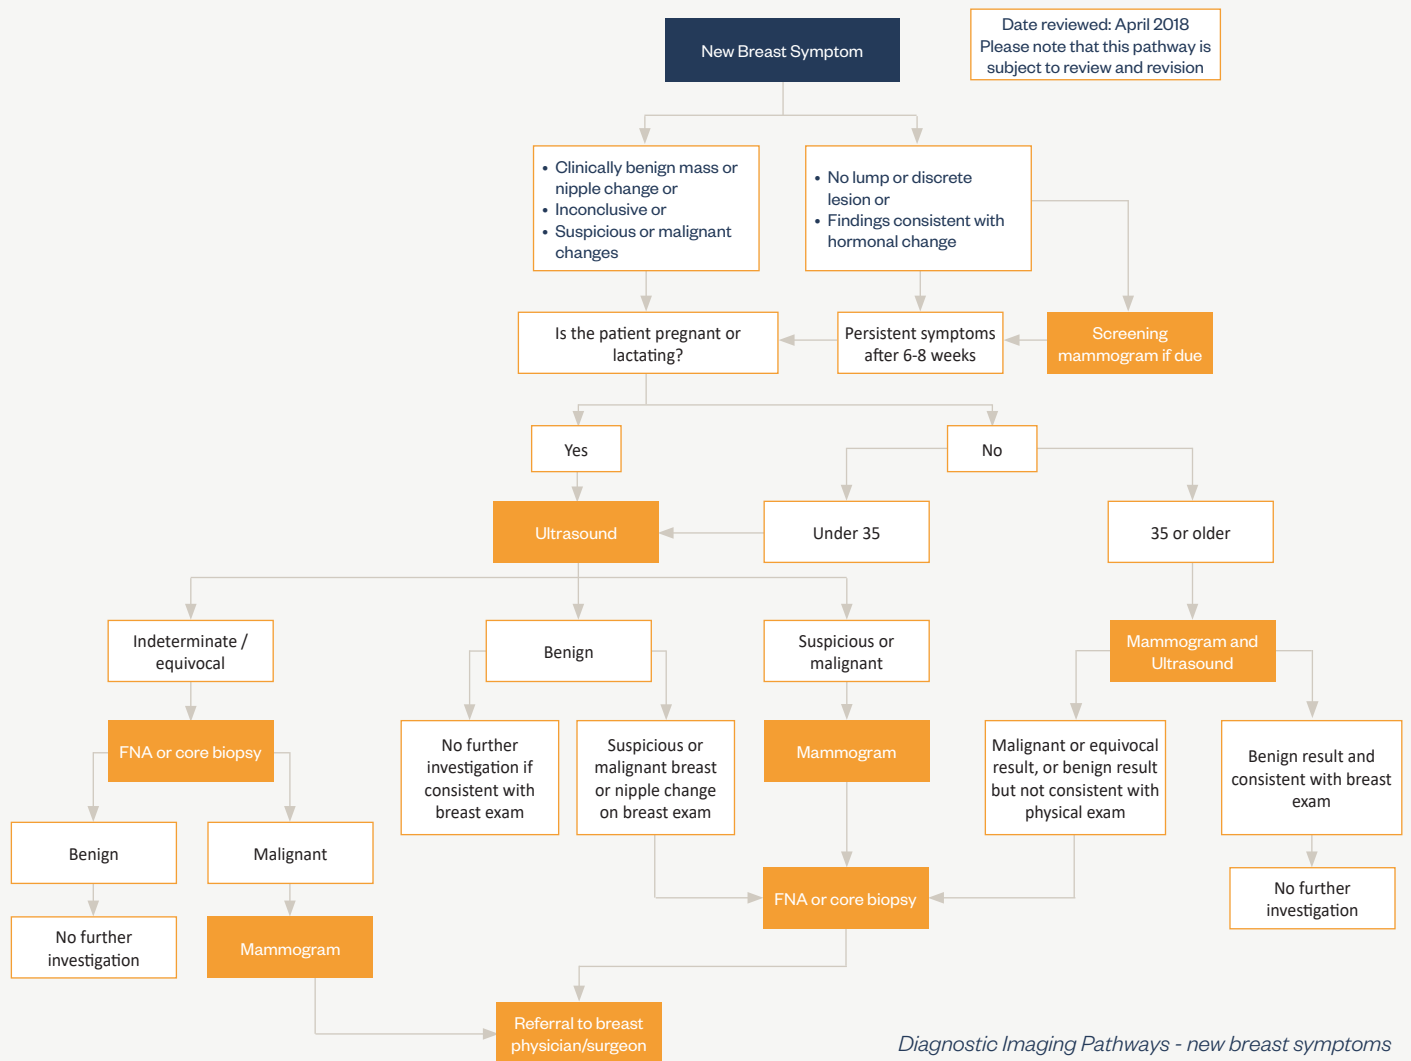 New Breast Symptom
Date reviewed: April 2018
Please note that this pathway is
subject to review and revision
• Clinically benign mass or
nipple change or
• Inconclusive or
• Suspicious or malignant
changes
• No lump or discrete
lesion or
• Findings consistent with
hormonal change
Is the patient pregnant or
lactating?
Persistent symptoms
after 6-8 weeks
Screening
mammogram if due
Yes
No
Ultrasound
Under 35
35 or older
Indeterminate /
equivocal
Benign
Suspicious or
malignant
Mammogram and
Ultrasound
FNA or core biopsy
No further
investigation if
consistent with
breast exam
Suspicious or
malignant breast
or nipple change
on breast exam
Mammogram
Malignant or equivocal
result, or benign result
but not consistent with
physical exam
Benign result and
consistent with breast
exam
Benign
Malignant
FNA or core biopsy
No further
investigation
No further
investigation
Mammogram
Referral to breast
physician/surgeon
Diagnostic Imaging Pathways - new breast symptoms